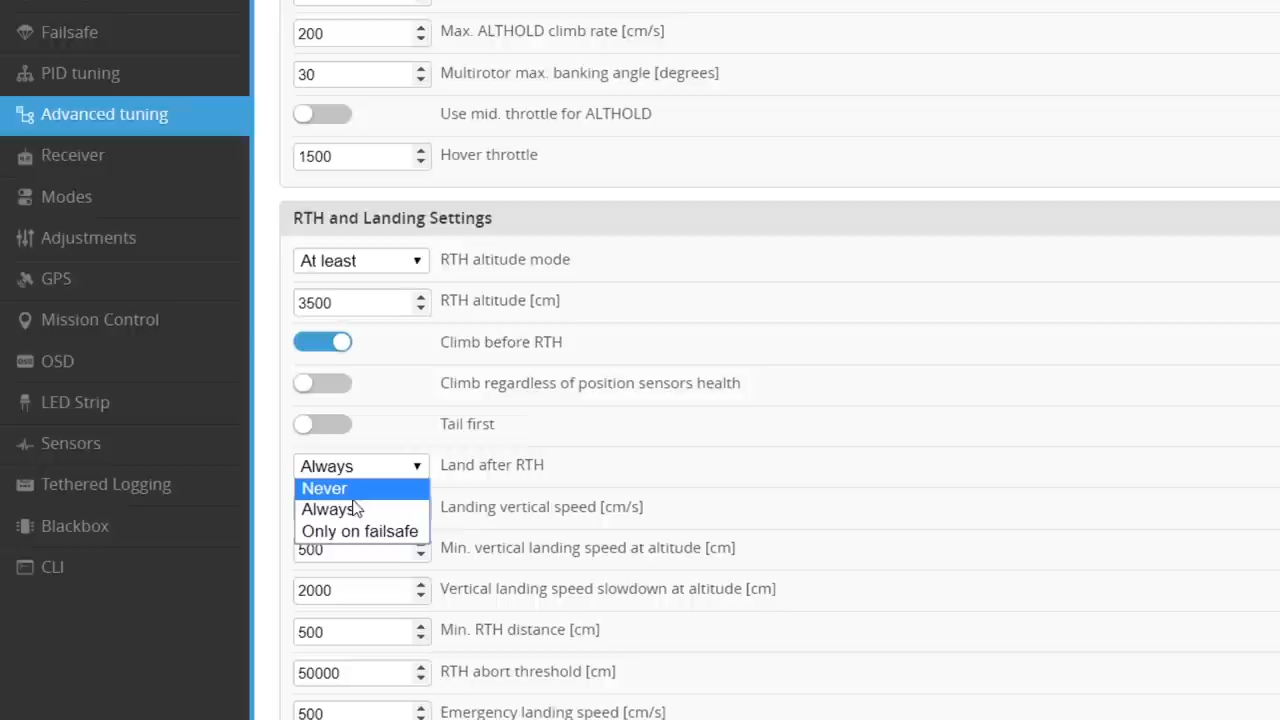 Failsafe
PID tuning
Advanced tuning
Receiver
Modes
Adjustments
GPS
Mission Control
OSD
LED Strip
Sensors
Tethered Logging
Blackbox
CLI
200 Max. ALTHOLD climb rate [cm/s]
30 Multirotor max. banking angle [degrees]
Use mid. throttle for ALTHOLD
1500 Hover throttle
RTH and Landing Settings
At least RTH altitude mode
3500 RTH altitude [cm]
Climb before RTH
Climb regardless of position sensors health
Tail first
Always Land after RTH
Never
Always Landing vertical speed [cm/s]
Only on failsafe
500 Min. vertical landing speed at altitude [cm]
2000 Vertical landing speed slowdown at altitude [cm]
500 Min. RTH distance [cm]
50000 RTH abort threshold [cm]
500 Emergency landing speed [cm/s]